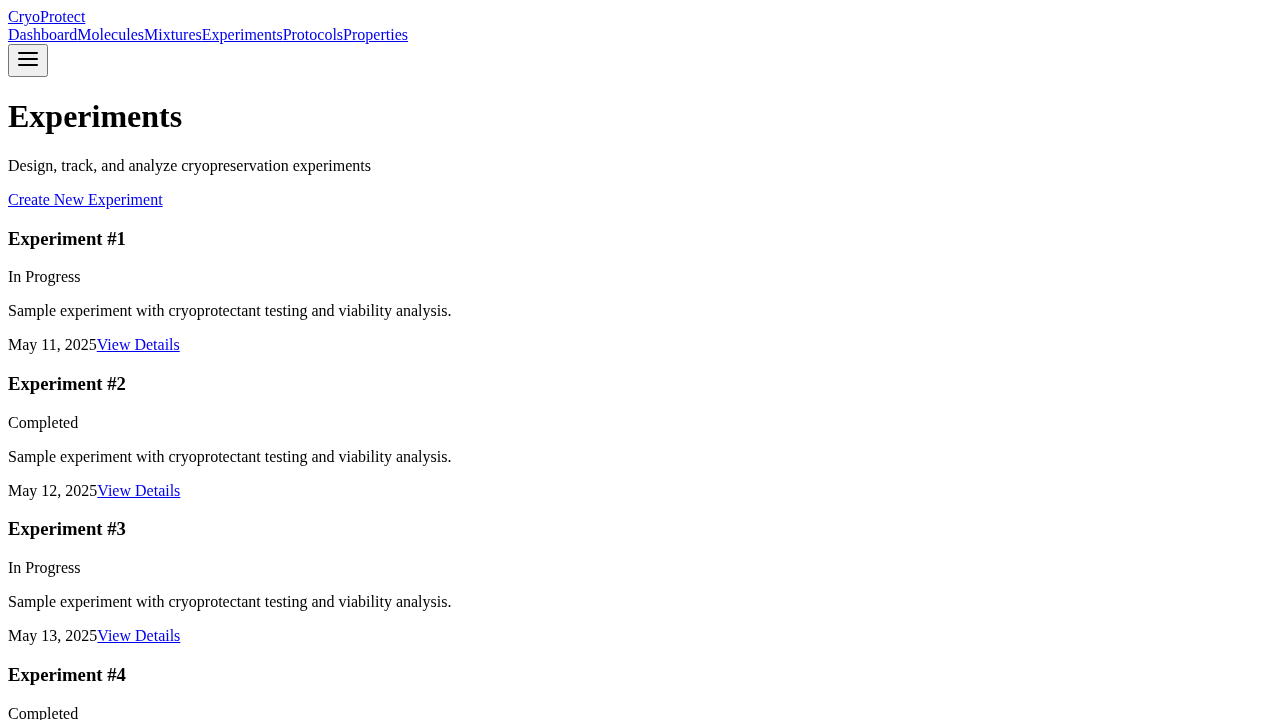 CryoProtect
DashboardMoleculesMixturesExperimentsProtocolsProperties
Experiments
Design, track, and analyze cryopreservation experiments
Create New Experiment
Experiment #1
In Progress
Sample experiment with cryoprotectant testing and viability analysis.
May 11, 2025View Details
Experiment #2
Completed
Sample experiment with cryoprotectant testing and viability analysis.
May 12, 2025View Details
Experiment #3
In Progress
Sample experiment with cryoprotectant testing and viability analysis.
May 13, 2025View Details
Experiment #4
Completed